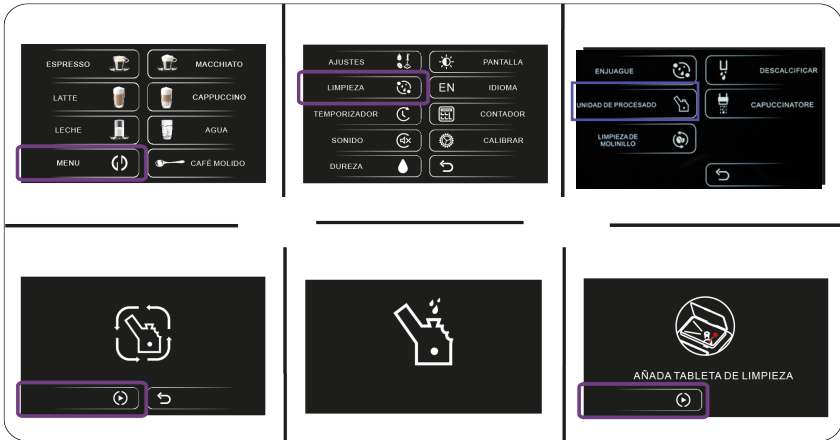 ESPRESSO
MACCHIATO
LATTE
CAPPUCCINO
LECHE
AGUA
MENU
CAFÉ MOLIDO
AJUSTES
PANTALLA
LIMPIEZA
EN
IDIOMA
TEMPORIZADOR
CONTADOR
SONIDO
CALIBRAR
DUREZA
ENJUAGUE
DESCALCIFICAR
UNIDAD DE PROCESADO
CAPUCCINATORE
LIMPIEZA DE
MOLINILLO
AÑADA TABLETA DE LIMPIEZA